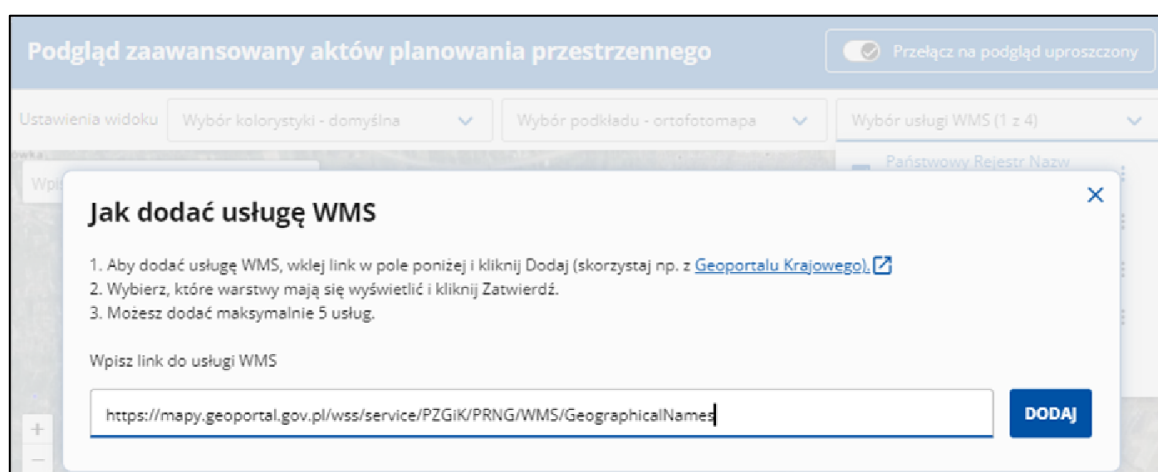 Podgląd zaawansowany aktów planowania przestrzennego
Przełącz na podgląd uproszczony
Ustawienia widoku
Wybór kolorystyki - domyślna
Wybór podkładu - ortofotomapa
Wybór usługi WMS (1 z 4)
Państwowy Rejestr Nazw
Jak dodać usługę WMS
1. Aby dodać usługę WMS, wklej link w pole poniżej i kliknij Dodaj (skorzystaj np. z Geoportalu Krajowego).
2. Wybierz, które warstwy mają się wyświetlić i kliknij Zatwierdź.
3. Możesz dodać maksymalnie 5 usług.
Wpisz link do usługi WMS
https://mapy.geoportal.gov.pl/wss/service/PZGiK/PRNG/WMS/GeographicalNames
DODAJ